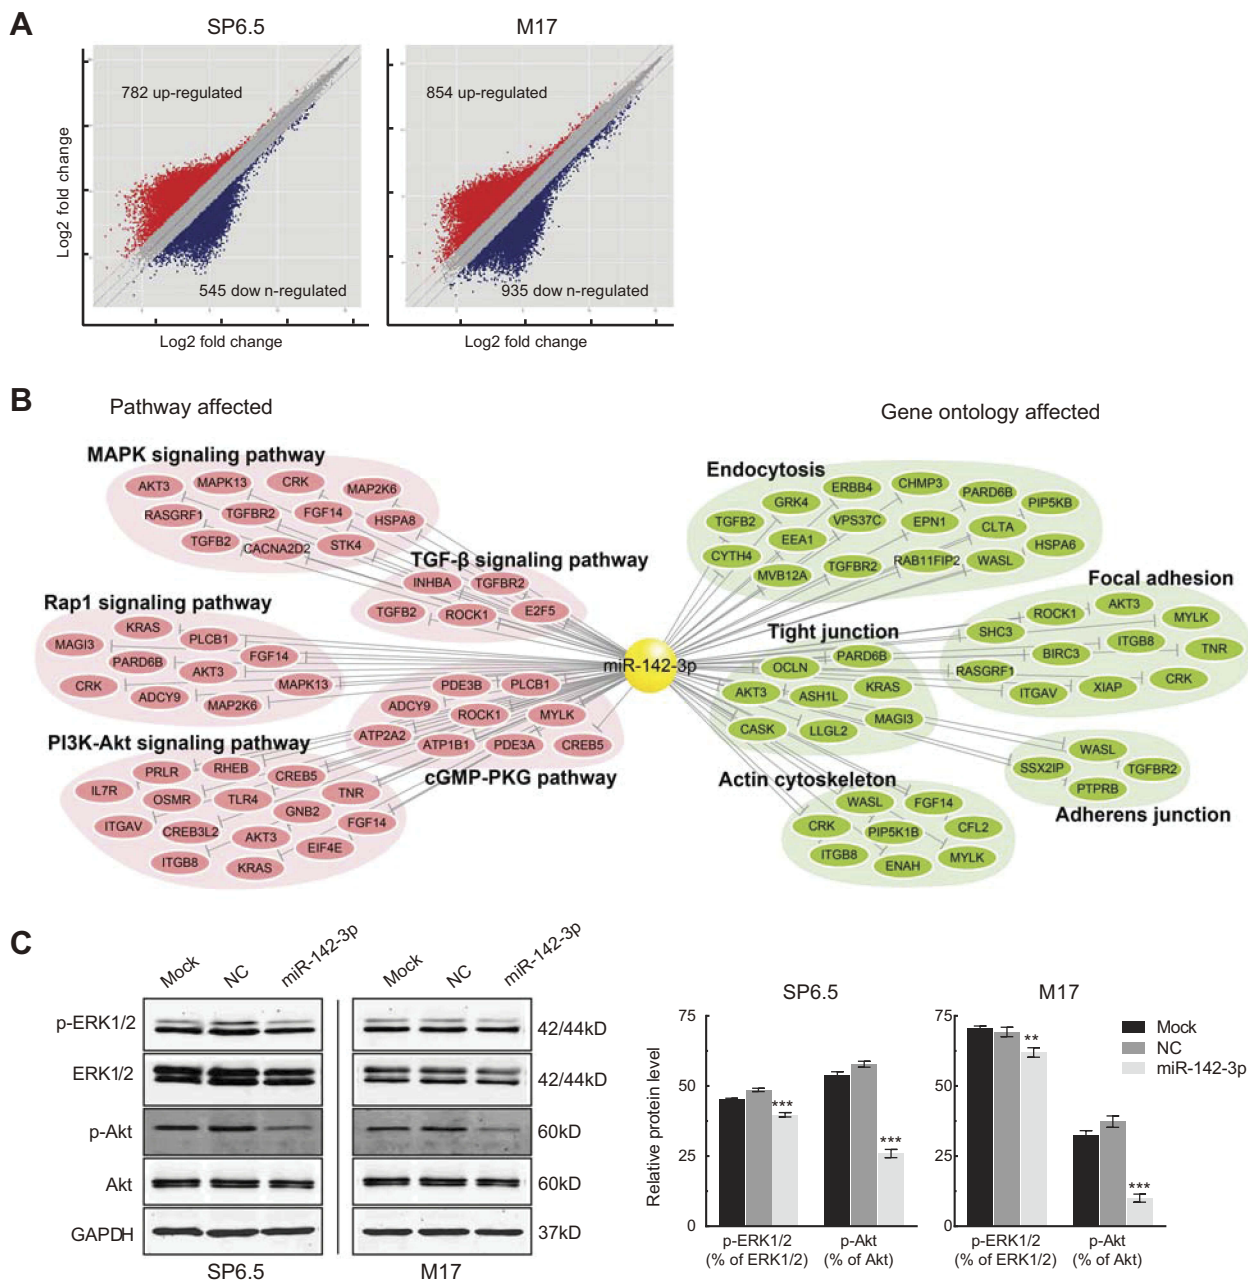 A
SP6.5
M17
782 up-regulated
854 up-regulated
Log2 fold change
545 dow n-regulated
935 dow n-regulated
Log2 fold change
Log2 fold change
B
Pathway affected
Gene ontology affected
MAPK signaling pathway
AKT3
MAPK13
CRK
MAP2K6
RASGRF1
TGFBR2
FGF14
HSPA8
TGFB2
CACNA2D2
STK4
TGF-β signaling pathway
INHBA
TGFBR2
TGFB2
ROCK1
E2F5
Rap1 signaling pathway
KRAS
MAGI3
PLCB1
PARD6B
AKT3
FGF14
CRK
ADCY9
MAP2K6
MAPK13
PDE3B
PLCB1
ADCY9
ROCK1
MYLK
ATP2A2
ATP1B1
PDE3A
CREB5
cGMP-PKG pathway
PI3K-Akt signaling pathway
PRLR
RHEB
CREB5
IL7R
OSMR
TLR4
TNR
GNB2
ITGAV
CREB3L2
AKT3
FGF14
ITGB8
KRAS
EIF4E
miR-142-3p
Endocytosis
ERBB4
CHMP3
GRK4
PARD6B
PIP5KB
TGFB2
VPS37C
EPN1
CLTA
EEA1
CYTH4
HSPA6
MVB12A
TGFBR2
RAB11FIP2
WASL
Focal adhesion
ROCK1
AKT3
MYLK
SHC3
BIRC3
ITGB8
TNR
RASGRF1
ITGAV
XIAP
CRK
Tight junction
OCLN
PARD6B
AKT3
ASH1L
KRAS
CASK
LLGL2
MAGI3
WASL
SSX2IP
TGFBR2
PTPRB
Adherens junction
Actin cytoskeleton
WASL
FGF14
CRK
PIP5K1B
CFL2
ITGB8
ENAH
MYLK
C
Mock
NC
miR-142-3p
Mock
NC
miR-142-3p
p-ERK1/2
42/44kD
ERK1/2
42/44kD
p-Akt
60kD
Akt
60kD
GAPDH
37kD
SP6.5
M17
SP6.5
M17
Relative protein level
75
50
25
0
***
***
p-ERK1/2
(% of ERK1/2)
p-Akt
(% of Akt)
75
50
25
0
**
***
p-ERK1/2
(% of ERK1/2)
p-Akt
(% of Akt)
Mock
NC
miR-142-3p